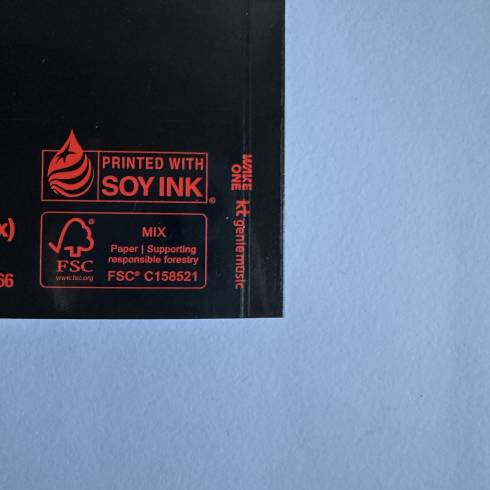 PRINTED WITH
SOY INK®
x)
66
FSC®
www.fsc.org
MIX
Paper | Supporting
responsible forestry
FSC® C158521
WAKE
ONE
kt genie music